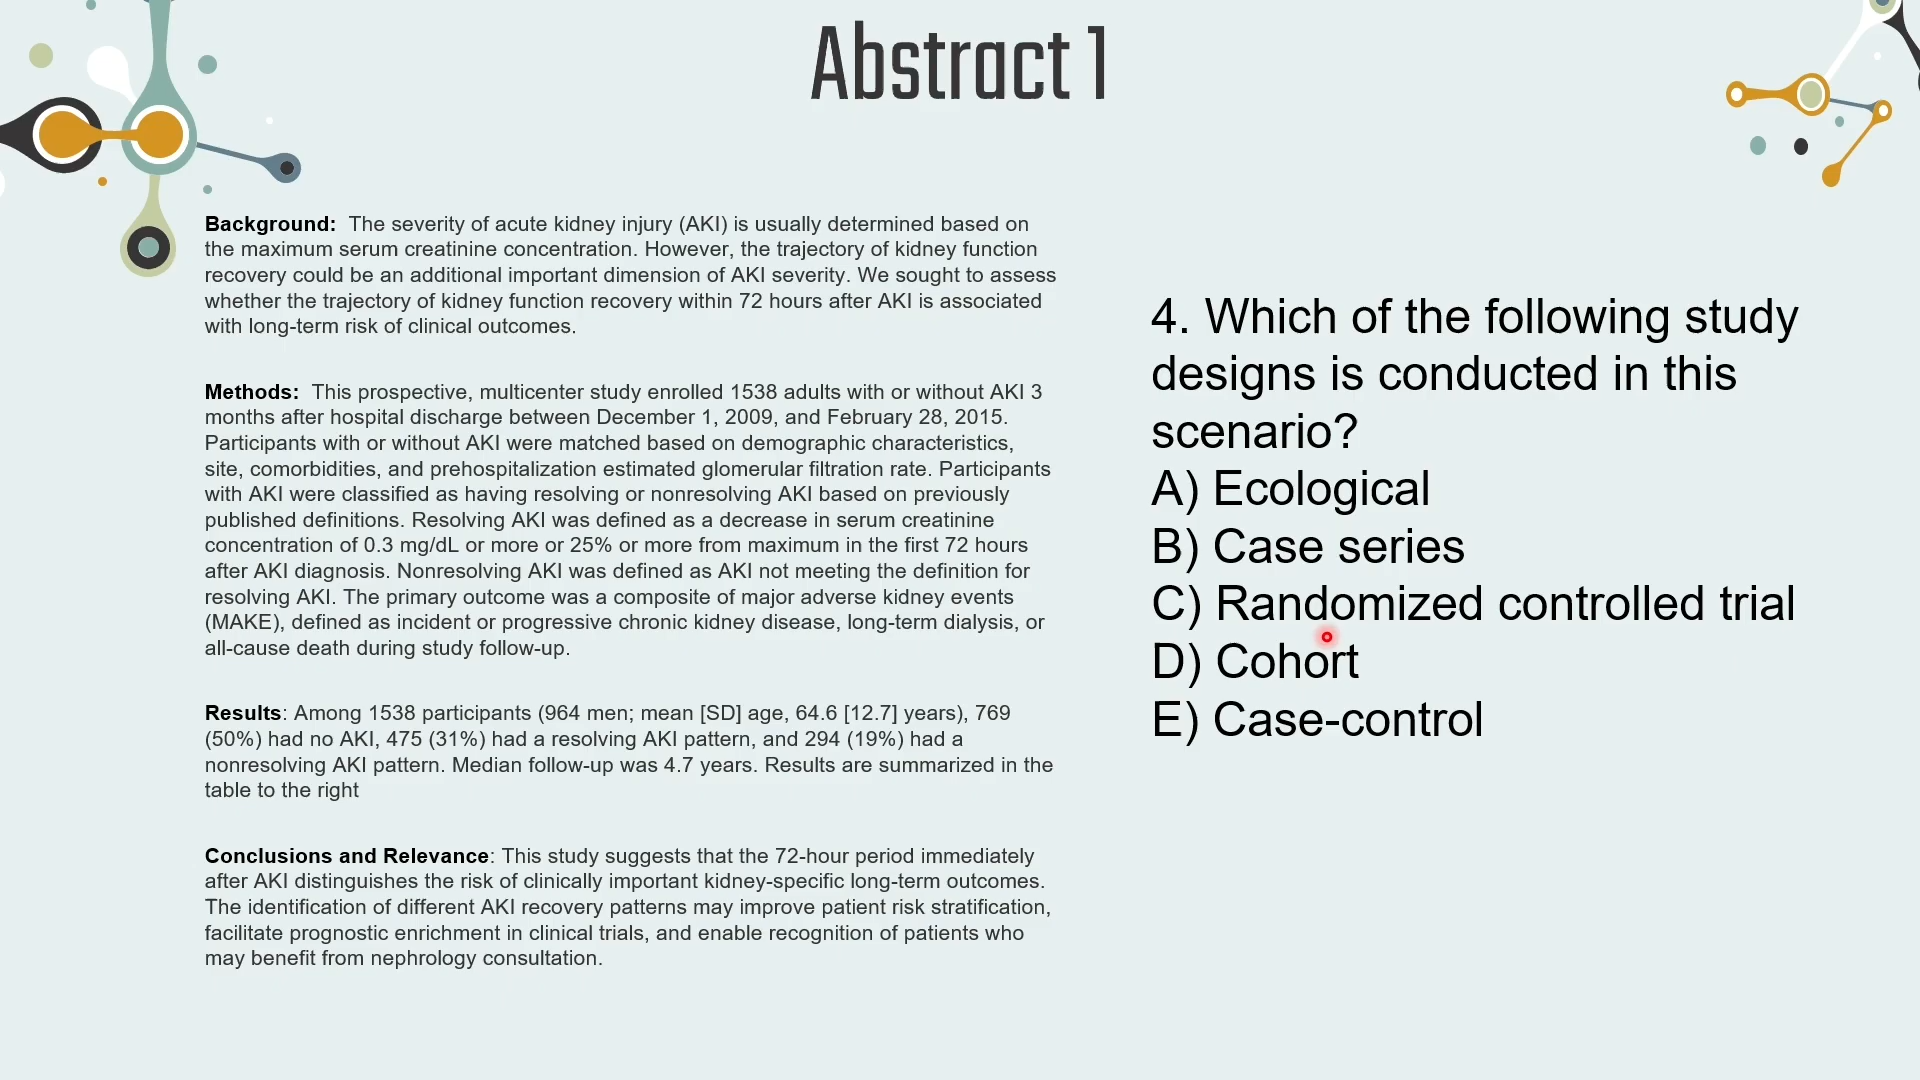 Abstract 1
Background:  The severity of acute kidney injury (AKI) is usually determined based on
the maximum serum creatinine concentration. However, the trajectory of kidney function
recovery could be an additional important dimension of AKI severity. We sought to assess
whether the trajectory of kidney function recovery within 72 hours after AKI is associated
with long-term risk of clinical outcomes.
Methods:  This prospective, multicenter study enrolled 1538 adults with or without AKI 3
months after hospital discharge between December 1, 2009, and February 28, 2015.
Participants with or without AKI were matched based on demographic characteristics,
site, comorbidities, and prehospitalization estimated glomerular filtration rate. Participants
with AKI were classified as having resolving or nonresolving AKI based on previously
published definitions. Resolving AKI was defined as a decrease in serum creatinine
concentration of 0.3 mg/dL or more or 25% or more from maximum in the first 72 hours
after AKI diagnosis. Nonresolving AKI was defined as AKI not meeting the definition for
resolving AKI. The primary outcome was a composite of major adverse kidney events
(MAKE), defined as incident or progressive chronic kidney disease, long-term dialysis, or
all-cause death during study follow-up.
Results: Among 1538 participants (964 men; mean [SD] age, 64.6 [12.7] years), 769
(50%) had no AKI, 475 (31%) had a resolving AKI pattern, and 294 (19%) had a
nonresolving AKI pattern. Median follow-up was 4.7 years. Results are summarized in the
table to the right
Conclusions and Relevance: This study suggests that the 72-hour period immediately
after AKI distinguishes the risk of clinically important kidney-specific long-term outcomes.
The identification of different AKI recovery patterns may improve patient risk stratification,
facilitate prognostic enrichment in clinical trials, and enable recognition of patients who
may benefit from nephrology consultation.
4. Which of the following study
designs is conducted in this
scenario?
A) Ecological
B) Case series
C) Randomized controlled trial
D) Cohort
E) Case-control